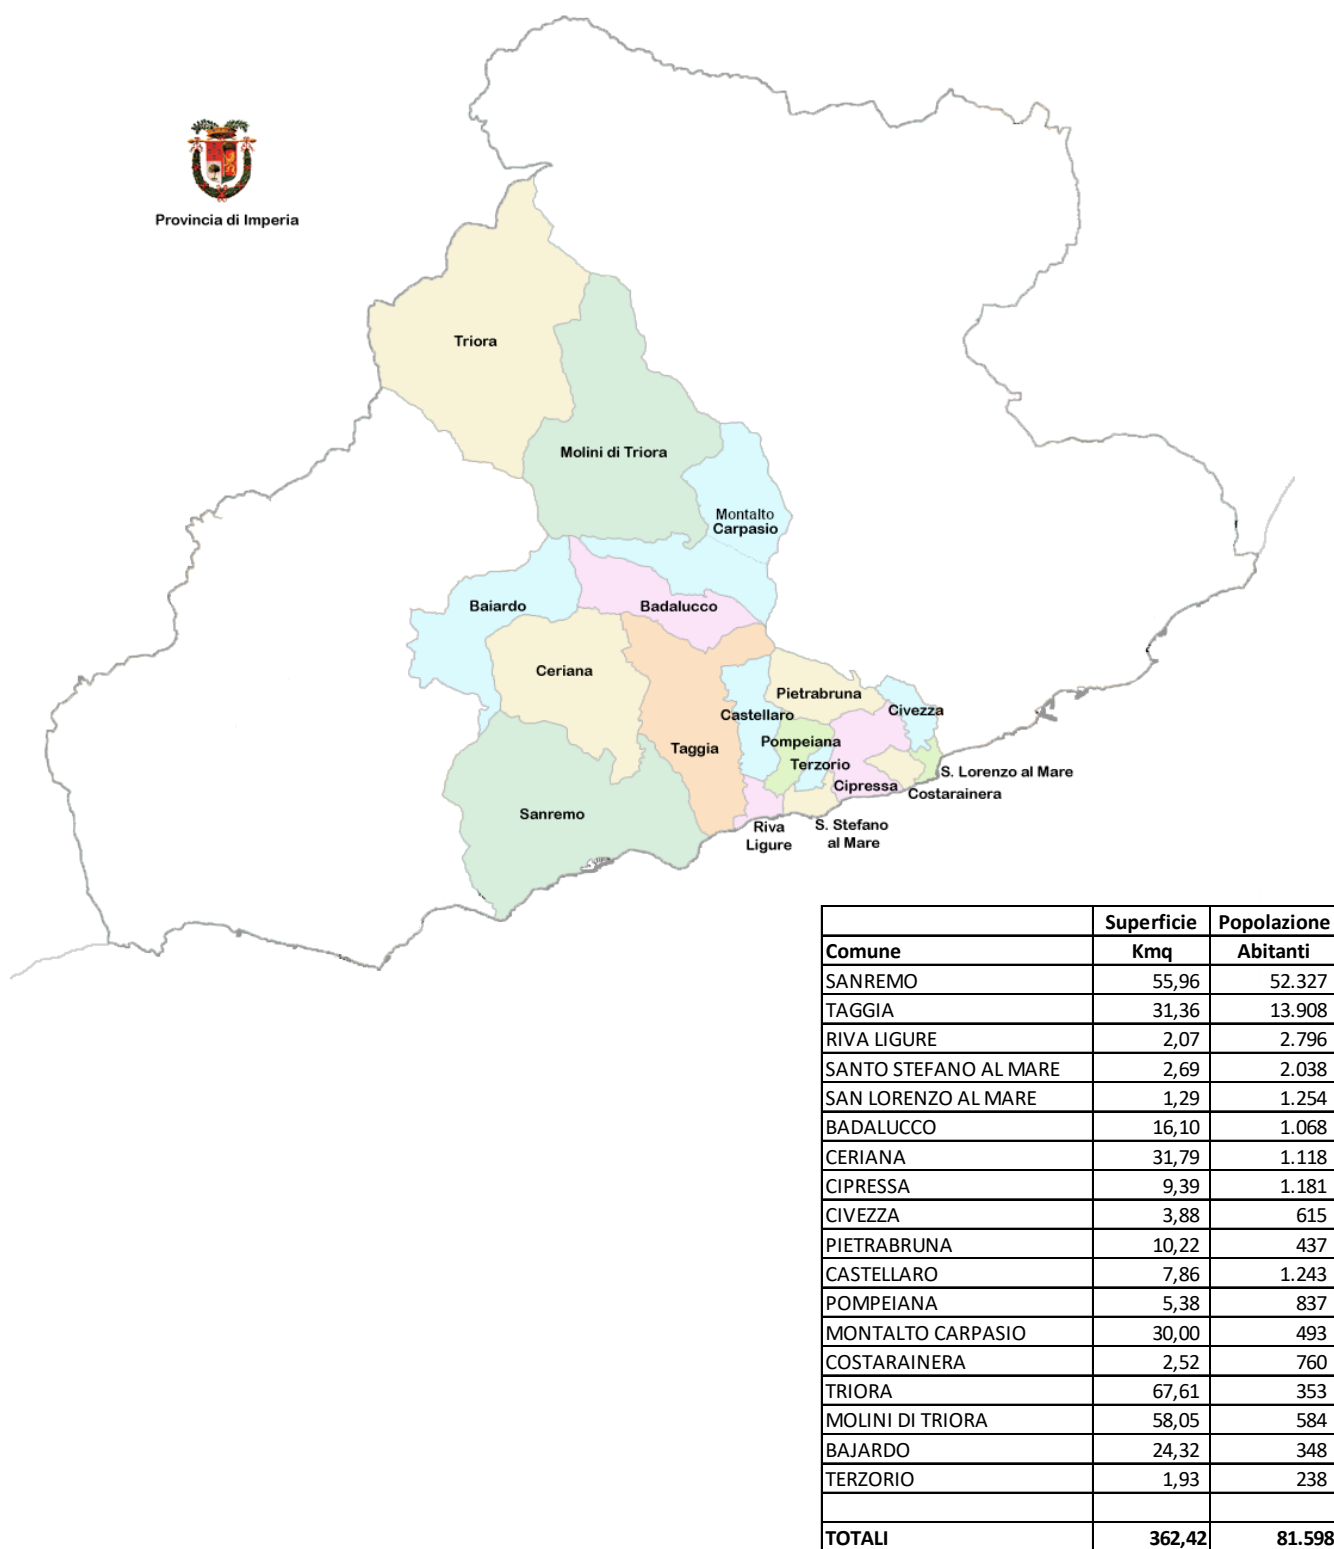 Provincia di Imperia
Triora
Molini di Triora
Montalto
Carpasio
Baiardo
Badalucco
Ceriana
Pietrabruna
Castellaro
Civezza
Pompeiana
Taggia
Terzorio
S. Lorenzo al Mare
Cipressa
Costarainera
Sanremo
Riva
Ligure
S. Stefano
al Mare
Superficie Popolazione
Comune Kmq Abitanti
SANREMO 55,96 52.327
TAGGIA 31,36 13.908
RIVA LIGURE 2,07 2.796
SANTO STEFANO AL MARE 2,69 2.038
SAN LORENZO AL MARE 1,29 1.254
BADALUCCO 16,10 1.068
CERIANA 31,79 1.118
CIPRESSA 9,39 1.181
CIVEZZA 3,88 615
PIETRABRUNA 10,22 437
CASTELLARO 7,86 1.243
POMPEIANA 5,38 837
MONTALTO CARPASIO 30,00 493
COSTARAINERA 2,52 760
TRIORA 67,61 353
MOLINI DI TRIORA 58,05 584
BAJARDO 24,32 348
TERZORIO 1,93 238
TOTALI 362,42 81.598